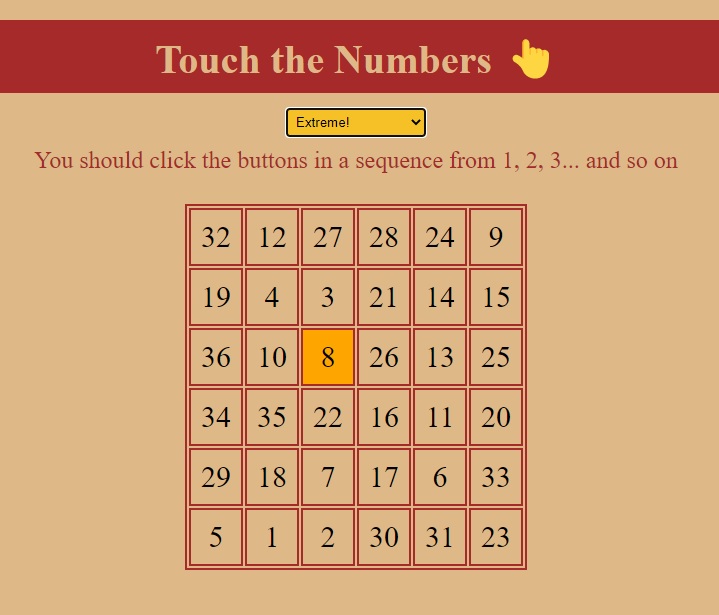 Touch the Numbers 👆
Extreme!
You should click the buttons in a sequence from 1, 2, 3... and so on
32 12 27 28 24 9
19 4 3 21 14 15
36 10 8 26 13 25
34 35 22 16 11 20
29 18 7 17 6 33
5 1 2 30 31 23